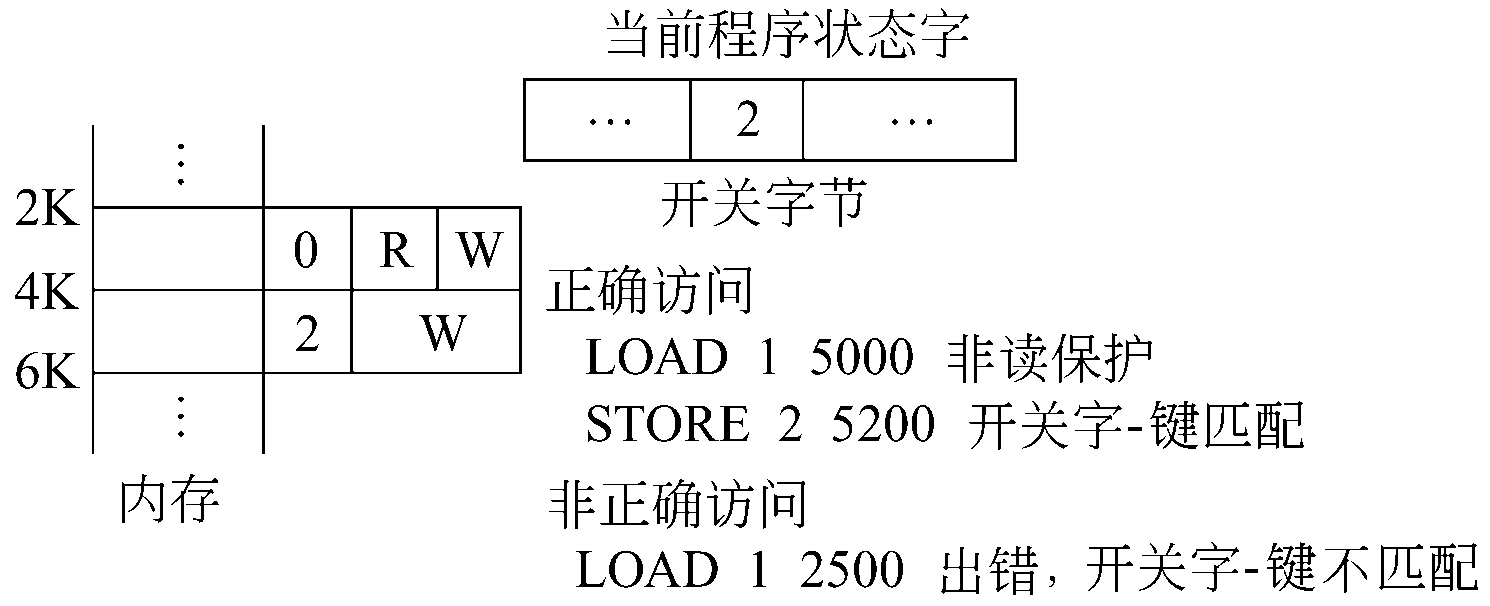 当前程序状态字
… 2 …
开关字节
⋮
2K
0 R W
4K
2 W
6K
⋮
内存
正确访问
LOAD 1 5000 非读保护
STORE 2 5200 开关字-键匹配
非正确访问
LOAD 1 2500 出错，开关字-键不匹配